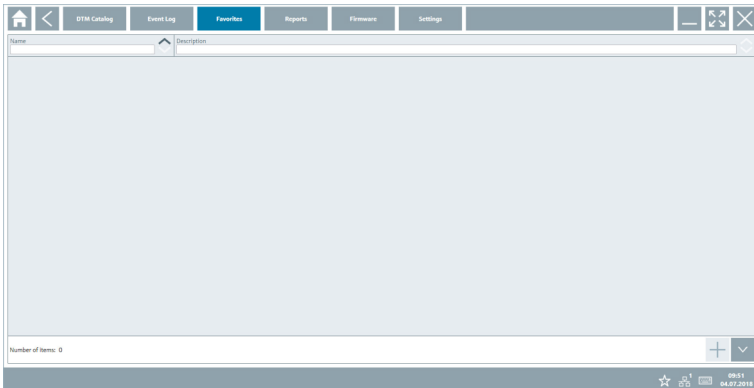 DTM Catalog Event Log Favorites Reports Firmware Settings
Name Description
Number of items: 0
1 09:51
04.07.2018